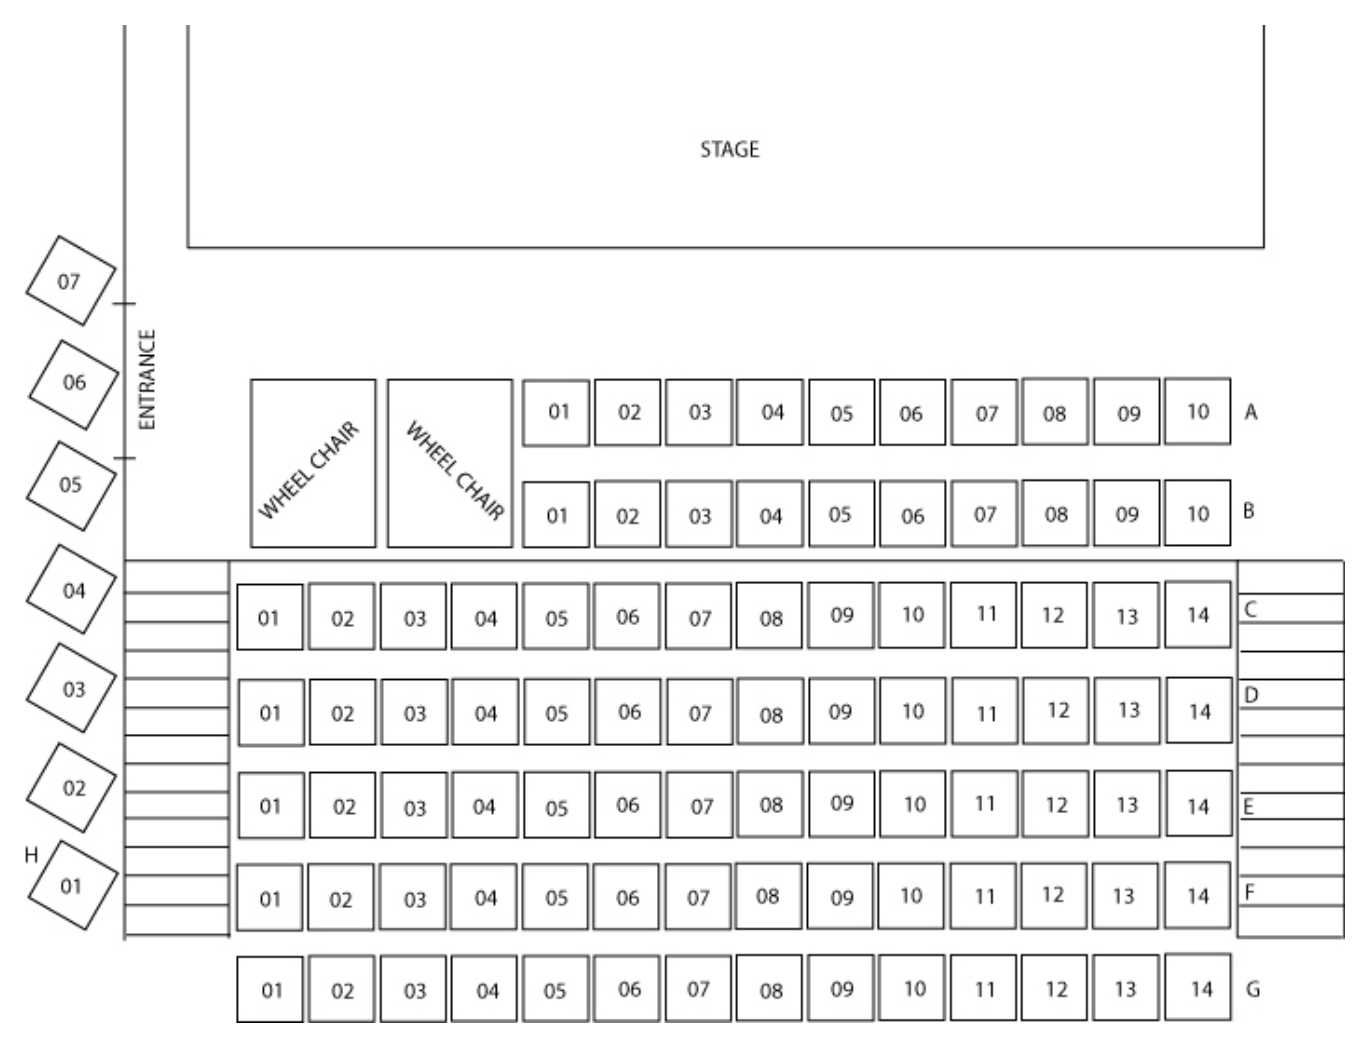 STAGE
07
06
ENTRANCE
WHEEL CHAIR
WHEEL CHAIR
01 02 03 04 05 06 07 08 09 10 A
05
01 02 03 04 05 06 07 08 09 10 B
04
01 02 03 04 05 06 07 08 09 10 11 12 13 14 C
03
01 02 03 04 05 06 07 08 09 10 11 12 13 14 D
02
01 02 03 04 05 06 07 08 09 10 11 12 13 14 E
H
01
01 02 03 04 05 06 07 08 09 10 11 12 13 14 F
01 02 03 04 05 06 07 08 09 10 11 12 13 14 G